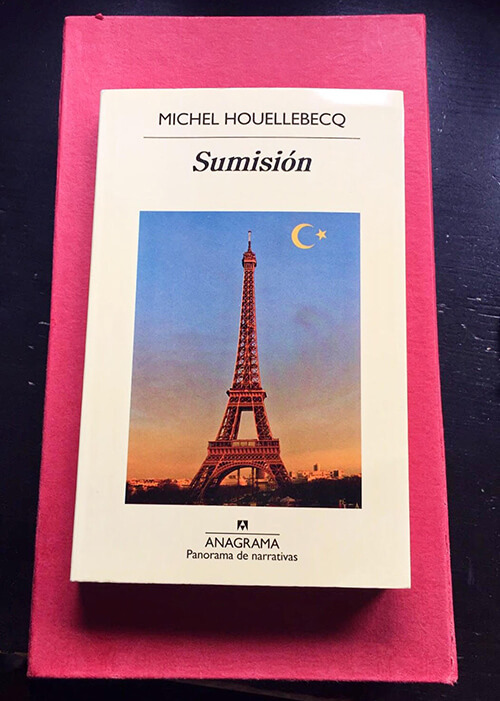 MICHEL HOUELLEBECQ
Sumisión
ANAGRAMA
Panorama de narrativas